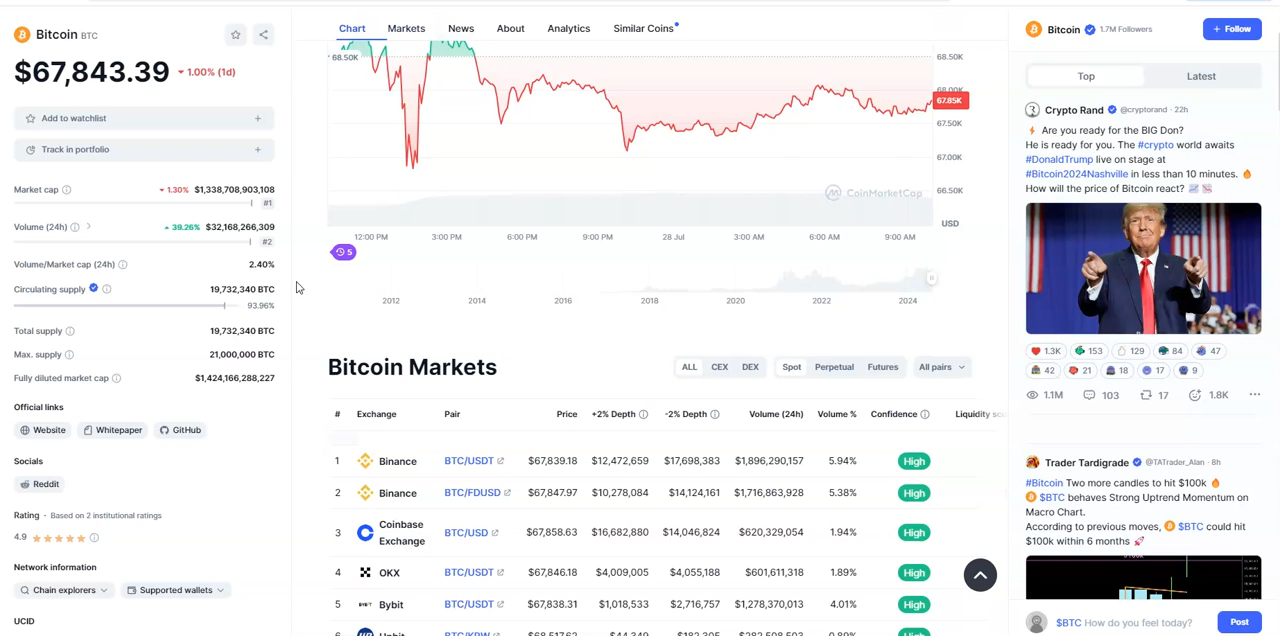 Bitcoin BTC
$67,843.39 1.00% (1d)
Add to watchlist +
Track in portfolio +
Market cap 1.30% $1,338,708,903,108
#1
Volume (24h) 39.26% $32,168,266,309
#2
Volume/Market cap (24h) 2.40%
Circulating supply 19,732,340 BTC
93.96%
Total supply 19,732,340 BTC
Max. supply 21,000,000 BTC
Fully diluted market cap $1,424,166,288,227
Official links
Website Whitepaper GitHub
Socials
Reddit
Rating · Based on 2 institutional ratings
4.9
Network information
Chain explorers Supported wallets
UCID
Chart Markets News About Analytics Similar Coins
68.50K 68.50K
68.00K
67.85K
67.50K
67.00K
66.50K
CoinMarketCap
USD
12:00 PM 3:00 PM 6:00 PM 9:00 PM 28 Jul 3:00 AM 6:00 AM 9:00 AM
5
2012 2014 2016 2018 2020 2022 2024
Bitcoin Markets
ALL CEX DEX Spot Perpetual Futures All pairs
# Exchange Pair Price +2% Depth -2% Depth Volume (24h) Volume % Confidence Liquidity
1 Binance BTC/USDT $67,839.18 $12,472,659 $17,698,383 $1,896,290,157 5.94% High
2 Binance BTC/FDUSD $67,847.97 $10,278,084 $14,124,161 $1,716,863,928 5.38% High
3 Coinbase Exchange BTC/USD $67,858.63 $16,682,880 $14,046,824 $620,329,054 1.94% High
4 OKX BTC/USDT $67,846.18 $4,009,005 $4,055,188 $601,611,318 1.89% High
5 Bybit BTC/USDT $67,838.31 $1,018,533 $2,716,757 $1,278,370,013 4.01% High
Bitcoin 1.7M Followers + Follow
Top Latest
Crypto Rand @cryptorand · 22h
Are you ready for the BIG Don?
He is ready for you. The #crypto world awaits
#DonaldTrump live on stage at
#Bitcoin2024Nashville in less than 10 minutes.
How will the price of Bitcoin react?
1.3K 153 129 84 47
42 21 18 17 9
1.1M 103 17 1.8K ...
Trader Tardigrade @TATrader_Alan · 8h
#Bitcoin Two more candles to hit $100k
$BTC behaves Strong Uptrend Momentum on
Macro Chart.
According to previous moves, $BTC could hit
$100k within 6 months
$BTC How do you feel today? Post